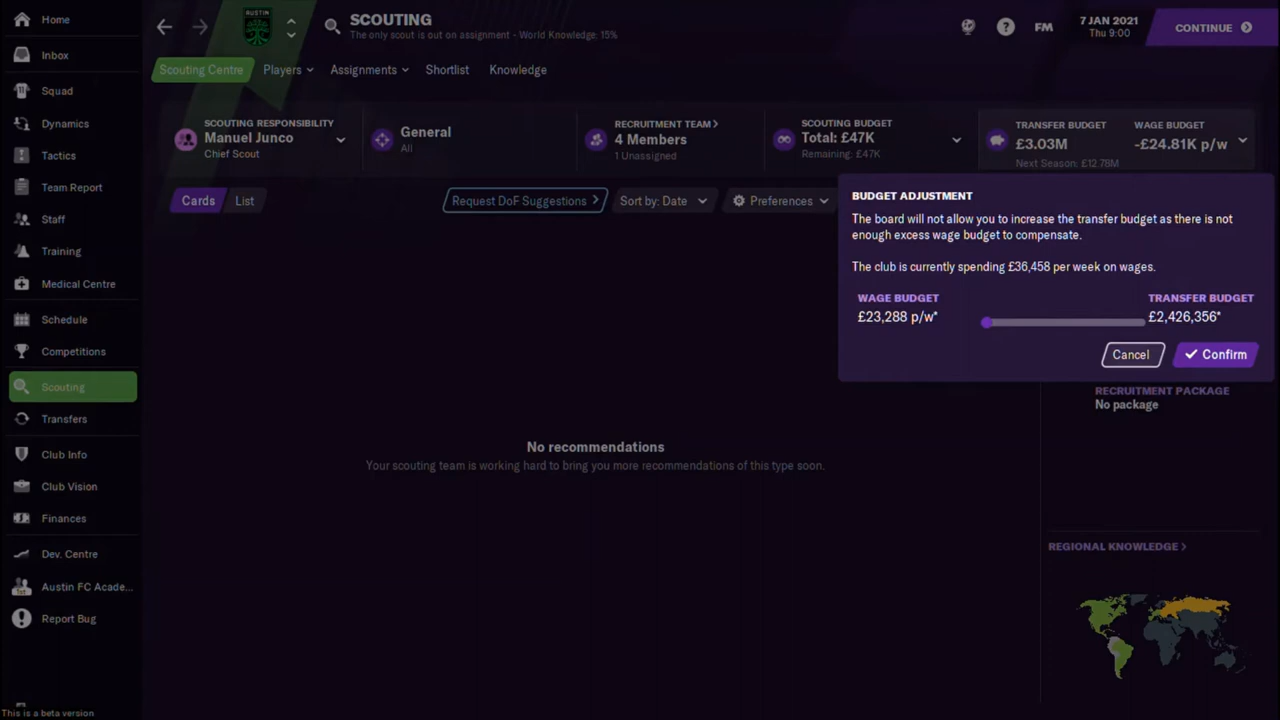 Home
Inbox
Squad
Dynamics
Tactics
Team Report
Staff
Training
Medical Centre
Schedule
Competitions
Scouting
Transfers
Club Info
Club Vision
Finances
Dev. Centre
Austin FC Acade...
Report Bug
This is a beta version
AUSTIN
SCOUTING
The only scout is out on assignment - World Knowledge: 15%
?
FM
7 JAN 2021
Thu 9:00
CONTINUE
Scouting Centre
Players
Assignments
Shortlist
Knowledge
SCOUTING RESPONSIBILITY
Manuel Junco
Chief Scout
General
All
RECRUITMENT TEAM
4 Members
1 Unassigned
SCOUTING BUDGET
Total: £47K
Remaining: £47K
TRANSFER BUDGET
£3.03M
Next Season: £12.78M
WAGE BUDGET
-£24.81K p/w
Cards
List
Request DoF Suggestions
Sort by: Date
Preferences
BUDGET ADJUSTMENT
The board will not allow you to increase the transfer budget as there is not
enough excess wage budget to compensate.
The club is currently spending £36,458 per week on wages.
WAGE BUDGET
£23,288 p/w*
TRANSFER BUDGET
£2,426,356*
Cancel
Confirm
RECRUITMENT PACKAGE
No package
No recommendations
Your scouting team is working hard to bring you more recommendations of this type soon.
REGIONAL KNOWLEDGE